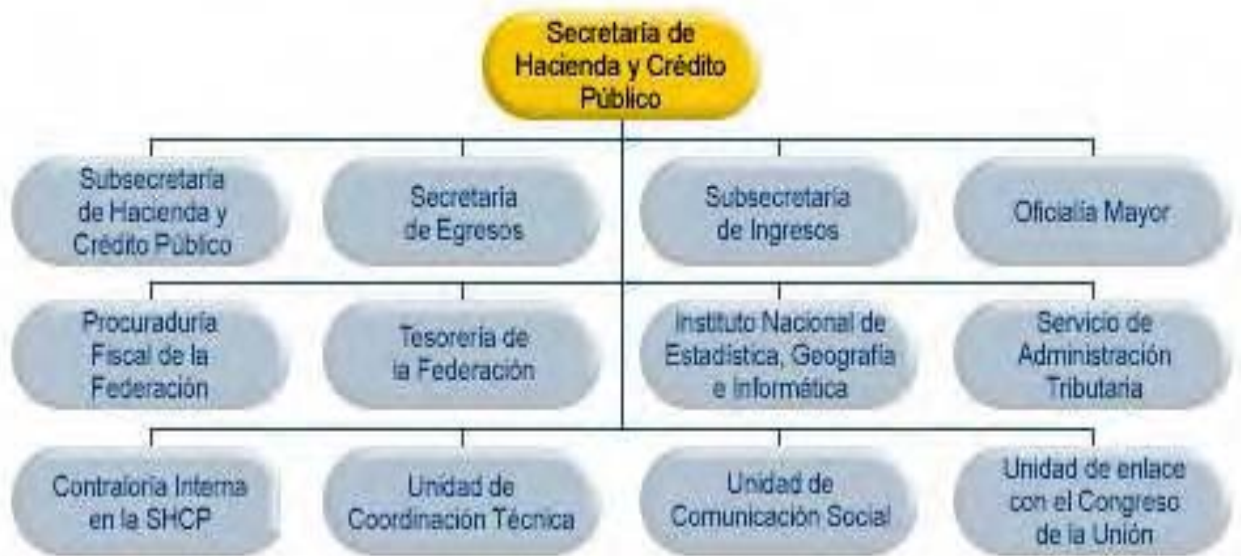 Secretaría de
Hacienda y Crédito
Público
Subsecretaría
de Hacienda y
Crédito Público
Secretaría
de Egresos
Subsecretaría
de Ingresos
Oficialía Mayor
Procuraduría
Fiscal de la
Federación
Tesorería de
la Federación
Instituto Nacional de
Estadística, Geografía
e Informática
Servicio de
Administración
Tributaria
Contraloría Interna
en la SHCP
Unidad de
Coordinación Técnica
Unidad de
Comunicación Social
Unidad de enlace
con el Congreso
de la Unión